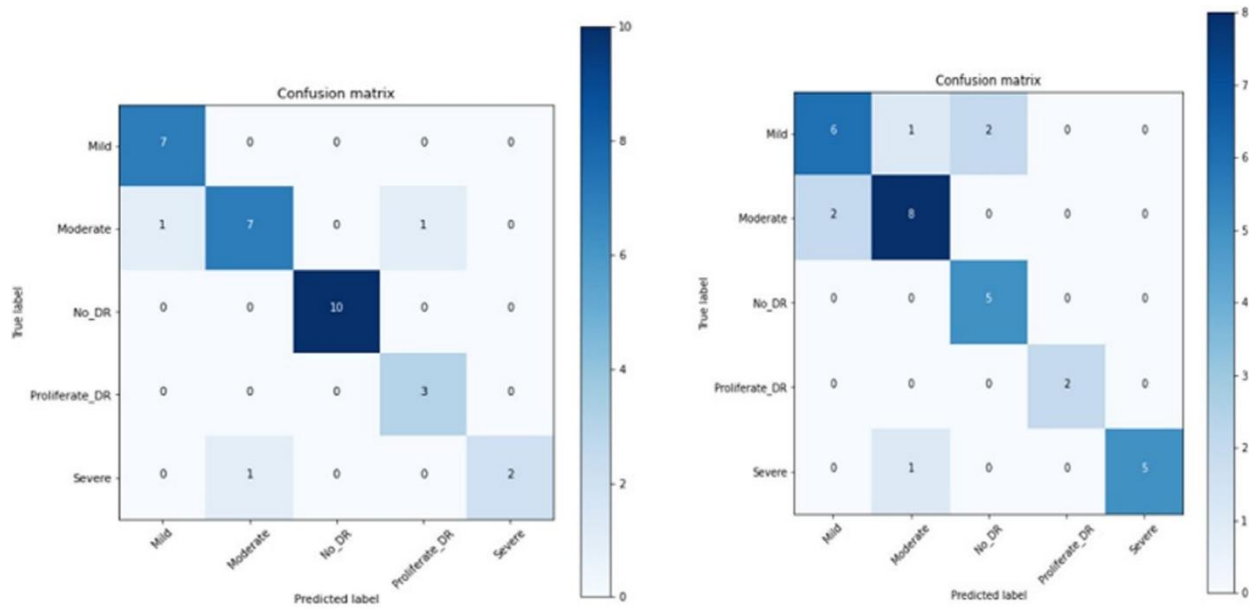 Confusion matrix
True label
Mild 7 0 0 0 0
Moderate 1 7 0 1 0
No_DR 0 0 10 0 0
Proliferate_DR 0 0 0 3 0
Severe 0 1 0 0 2
Mild Moderate No_DR Proliferate_DR Severe
Predicted label
10
8
6
4
2
0
Confusion matrix
True label
Mild 6 1 2 0 0
Moderate 2 8 0 0 0
No_DR 0 0 5 0 0
Proliferate_DR 0 0 0 2 0
Severe 0 1 0 0 5
Mild Moderate No_DR Proliferate_DR Severe
Predicted label
8
7
6
5
4
3
2
1
0